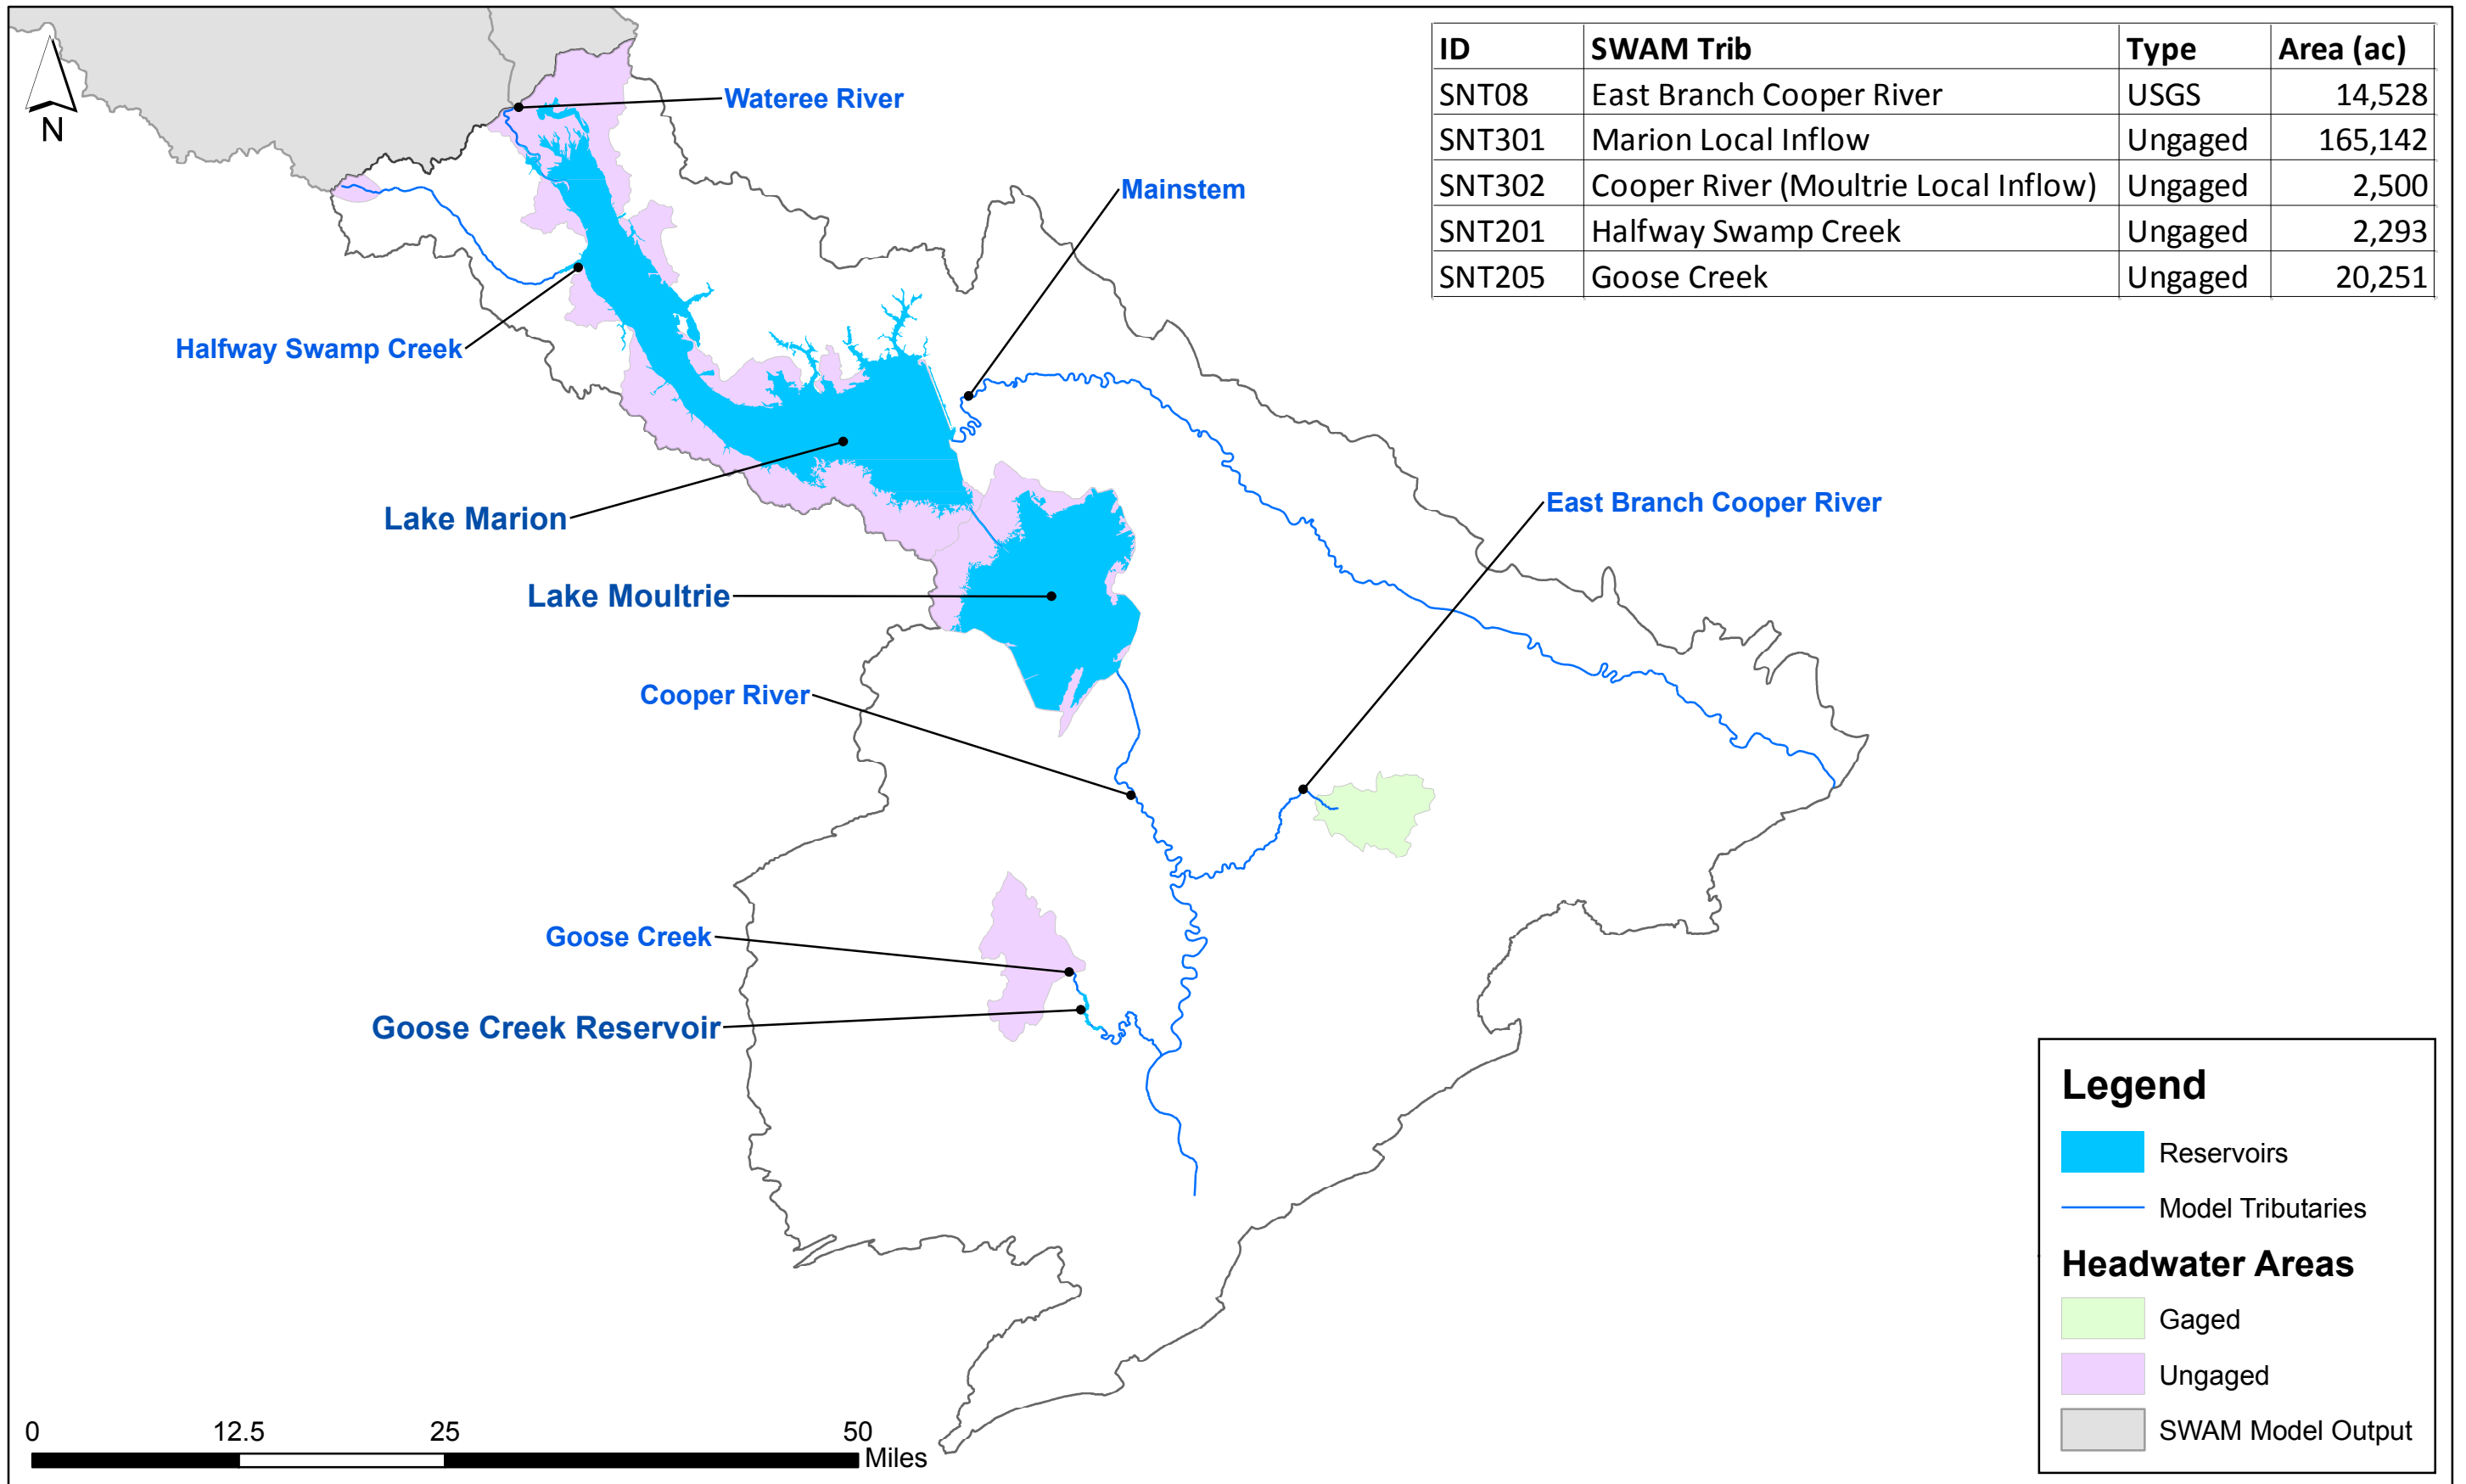 ID SWAM Trib Type Area (ac)
SNT08 East Branch Cooper River USGS 14,528
SNT301 Marion Local Inflow Ungaged 165,142
SNT302 Cooper River (Moultrie Local Inflow) Ungaged 2,500
SNT201 Halfway Swamp Creek Ungaged 2,293
SNT205 Goose Creek Ungaged 20,251
N
Wateree River
Mainstem
Halfway Swamp Creek
Lake Marion
East Branch Cooper River
Lake Moultrie
Cooper River
Goose Creek
Goose Creek Reservoir
Legend
Reservoirs
Model Tributaries
Headwater Areas
Gaged
Ungaged
SWAM Model Output
0 12.5 25 50
Miles